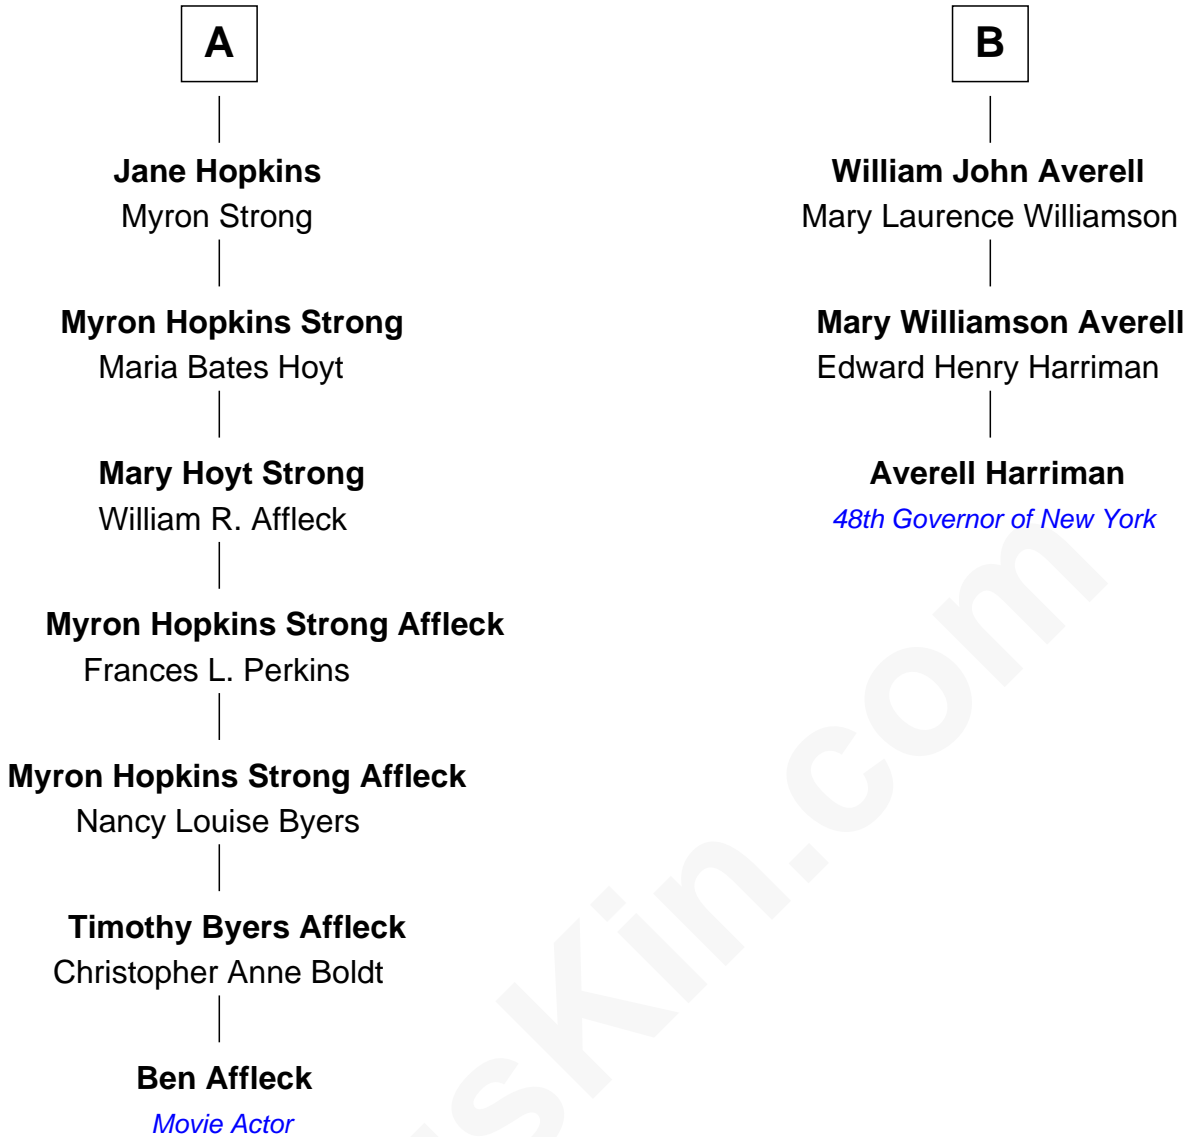 A
Jane Hopkins
Myron Strong
Myron Hopkins Strong
Maria Bates Hoyt
Mary Hoyt Strong
William R. Affleck
Myron Hopkins Strong Affleck
Frances L. Perkins
Myron Hopkins Strong Affleck
Nancy Louise Byers
Timothy Byers Affleck
Christopher Anne Boldt
Ben Affleck
Movie Actor
B
William John Averell
Mary Laurence Williamson
Mary Williamson Averell
Edward Henry Harriman
Averell Harriman
48th Governor of New York
sKin.com